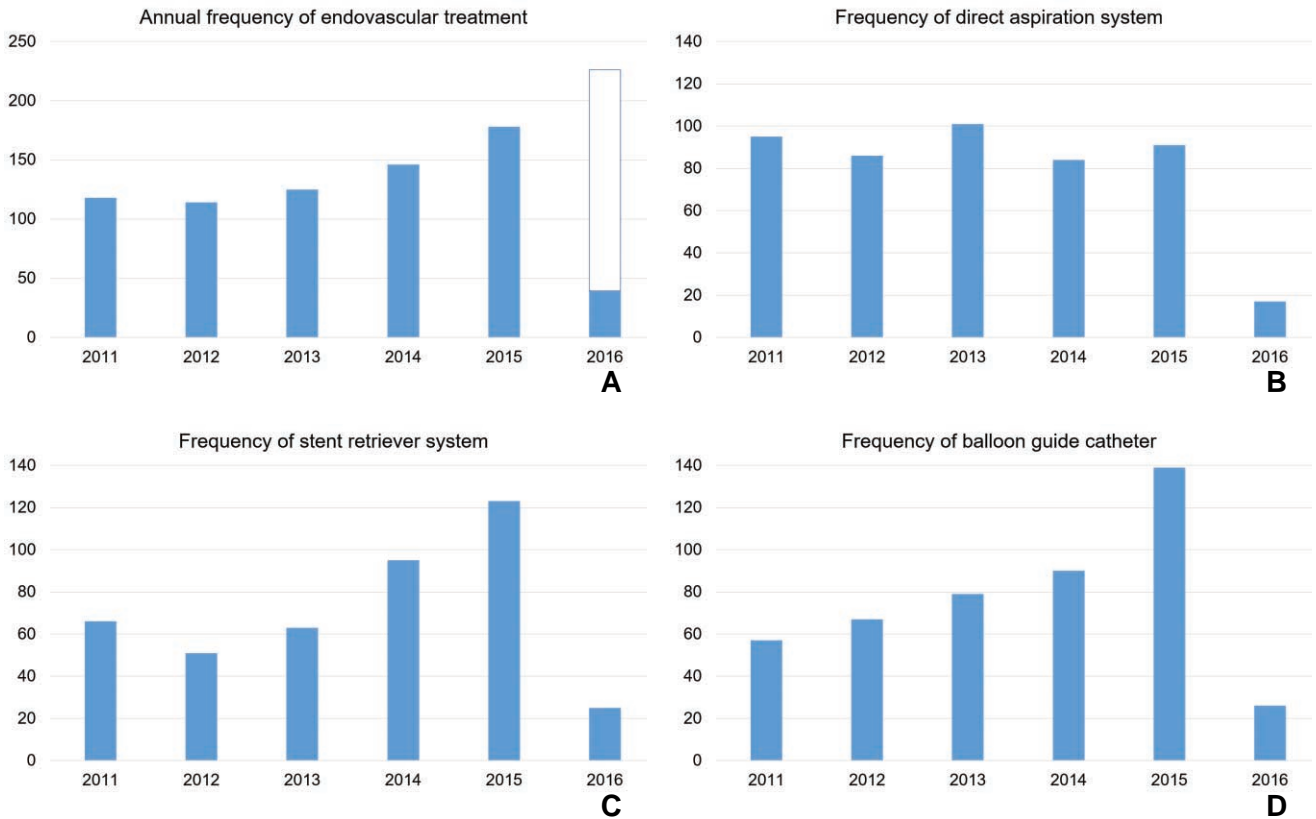 Annual frequency of endovascular treatment
250
200
150
100
50
0
2011 2012 2013 2014 2015 2016
A
Frequency of direct aspiration system
140
120
100
80
60
40
20
0
2011 2012 2013 2014 2015 2016
B
Frequency of stent retriever system
140
120
100
80
60
40
20
0
2011 2012 2013 2014 2015 2016
C
Frequency of balloon guide catheter
140
120
100
80
60
40
20
0
2011 2012 2013 2014 2015 2016
D